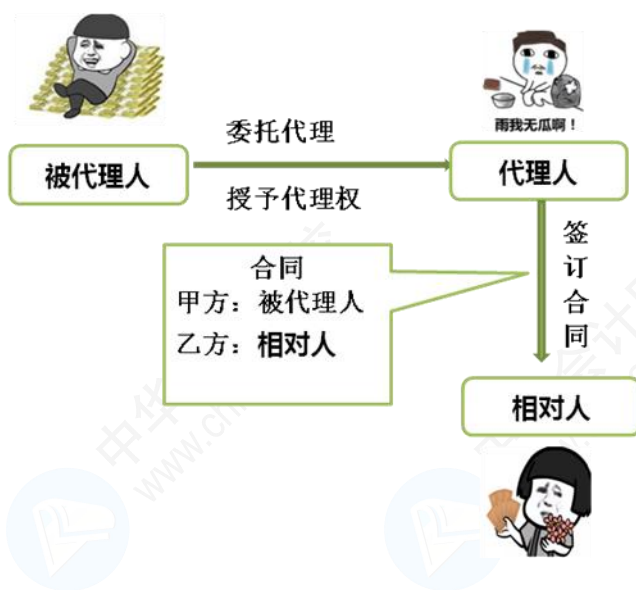 雨我无瓜啊！
委托代理
被代理人
代理人
授予代理权
签
订
合
同
合同
甲方：被代理人
乙方：相对人
相对人